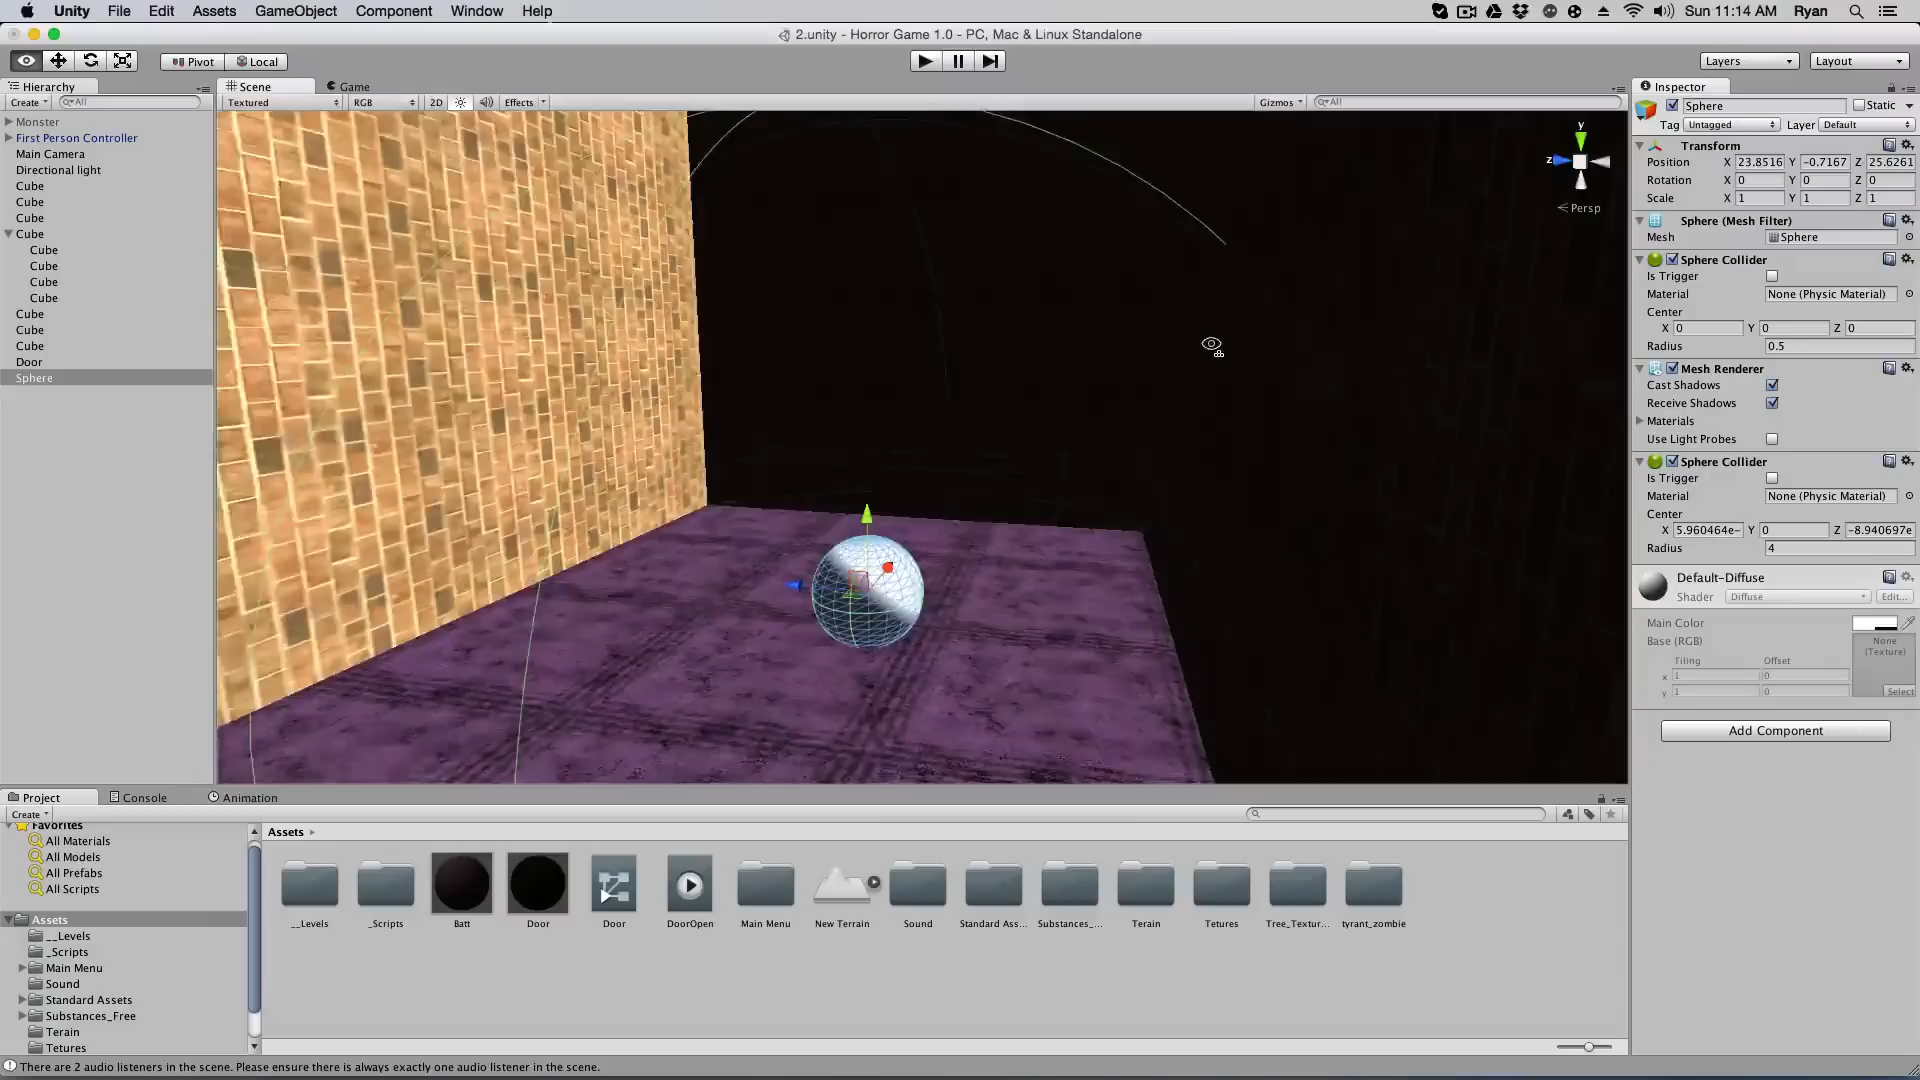 Unity File Edit Assets GameObject Component Window Help Sun 11:14 AM Ryan
2.unity - Horror Game 1.0 - PC, Mac & Linux Standalone
Pivot Local Layers Layout
Hierarchy
Create All
Monster
First Person Controller
Main Camera
Directional light
Cube
Cube
Cube
Cube
Cube
Cube
Cube
Cube
Cube
Cube
Cube
Door
Sphere
Scene Game
Textured RGB 2D Effects Gizmos All
y
z
Persp
Inspector
Sphere Static
Tag Untagged Layer Default
Transform
Position X 23.8516 Y -0.7167 Z 25.6261
Rotation X 0 Y 0 Z 0
Scale X 1 Y 1 Z 1
Sphere (Mesh Filter)
Mesh Sphere
Sphere Collider
Is Trigger
Material None (Physic Material)
Center
X 0 Y 0 Z 0
Radius 0.5
Mesh Renderer
Cast Shadows
Receive Shadows
Materials
Use Light Probes
Sphere Collider
Is Trigger
Material None (Physic Material)
Center
X 5.960464e- Y 0 Z -8.940697e
Radius 4
Default-Diffuse
Shader Diffuse Edit...
Main Color
Base (RGB) None
(Texture)
Tiling Offset
x 1 0
y 1 0
Select
Add Component
Project Console Animation
Create
Favorites
All Materials
All Models
All Prefabs
All Scripts
Assets
__Levels
_Scripts
Main Menu
Sound
Standard Assets
Substances_Free
Terain
Tetures
Assets
__Levels _Scripts Batt Door Door DoorOpen Main Menu New Terrain Sound Standard Ass... Substances_... Terain Tetures Tree_Textur... tyrant_zombie
There are 2 audio listeners in the scene. Please ensure there is always exactly one audio listener in the scene.